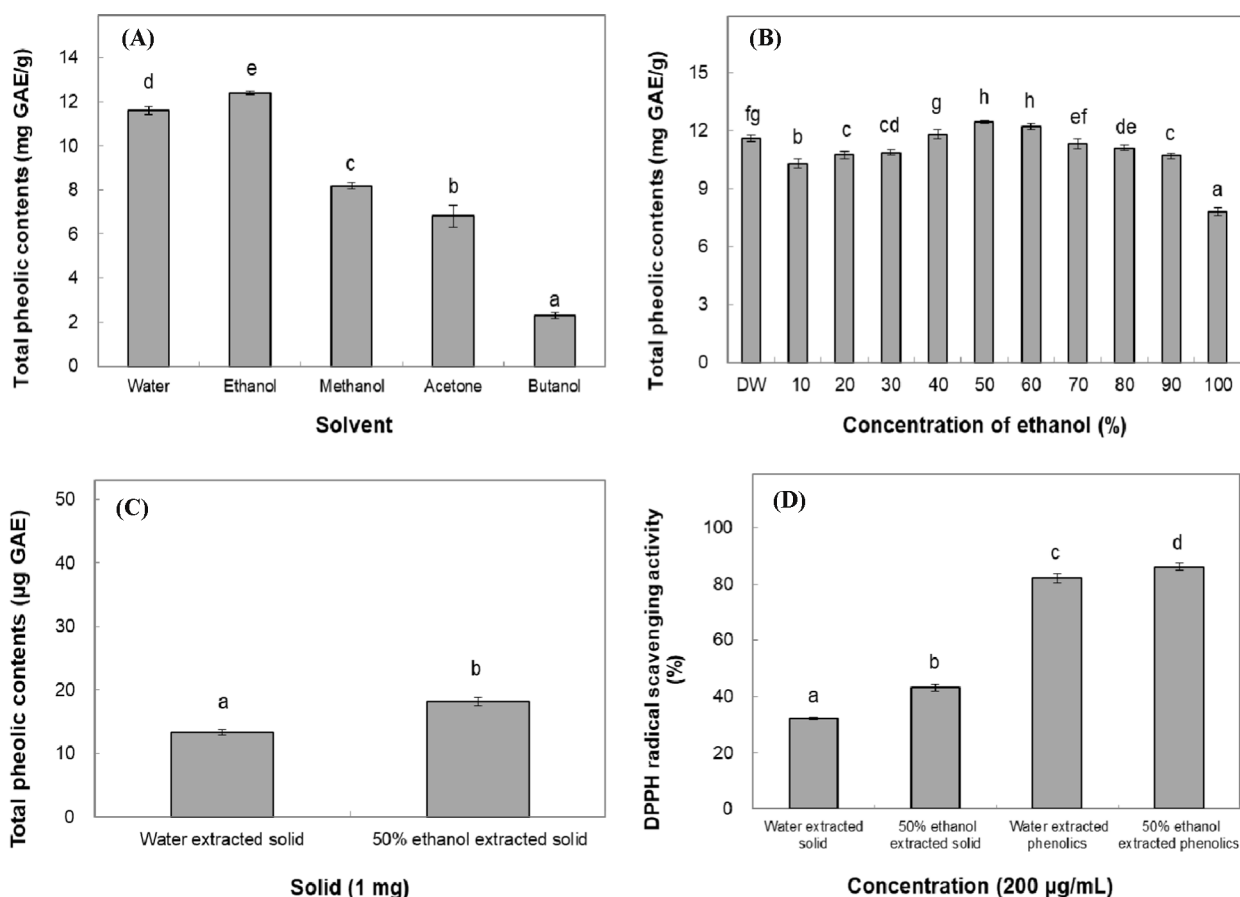 (A)
Total pheolic contents (mg GAE/g)
16
14
12
10
8
6
4
2
0
d
e
c
b
a
Water Ethanol Methanol Acetone Butanol
Solvent
(B)
Total pheolic contents (mg GAE/g)
15
12
9
6
3
0
fg
b
c
cd
g
h
h
ef
de
c
a
DW 10 20 30 40 50 60 70 80 90 100
Concentration of ethanol (%)
(C)
Total pheolic contents (µg GAE)
50
40
30
20
10
0
a
b
Water extracted solid 50% ethanol extracted solid
Solid (1 mg)
(D)
DPPH radical scavenging activity
(%)
100
80
60
40
20
0
a
b
c
d
Water extracted 50% ethanol Water extracted 50% ethanol
solid extracted solid phenolics extracted phenolics
Concentration (200 µg/mL)